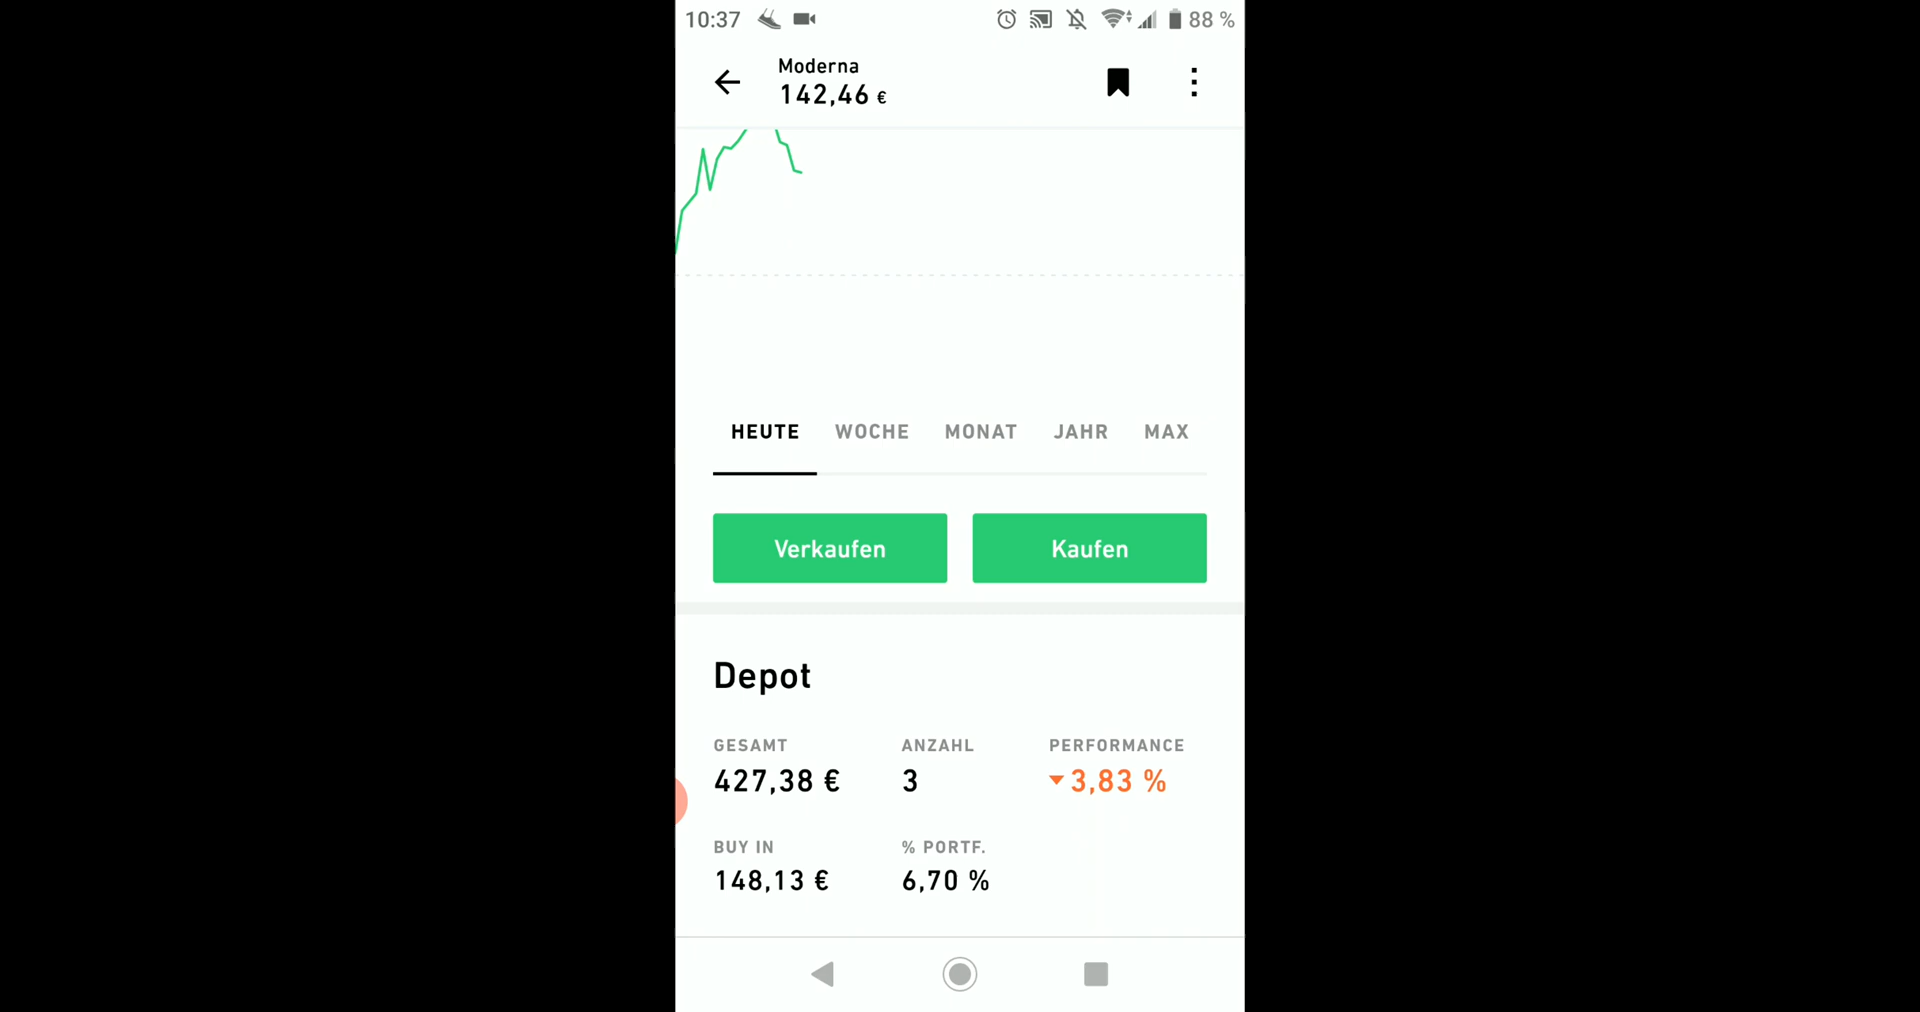 10:37 88 %
Moderna
142,46 €
HEUTE WOCHE MONAT JAHR MAX
Verkaufen Kaufen
Depot
GESAMT ANZAHL PERFORMANCE
427,38 € 3 3,83 %
BUY IN % PORTF.
148,13 € 6,70 %